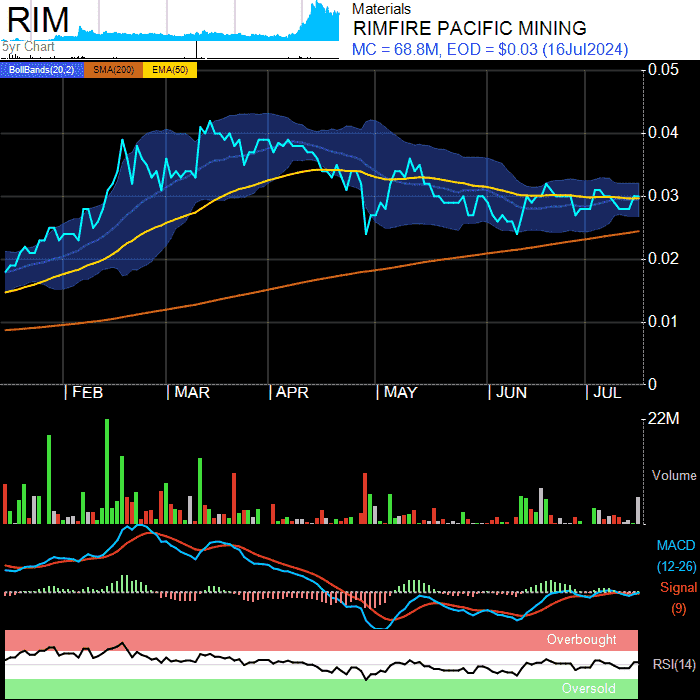 RIM
5yr Chart
Materials
RIMFIRE PACIFIC MINING
MC = 68.8M, EOD = $0.03 (16Jul2024)
BollBands(20,2) SMA(200) EMA(50)
0.05
0.04
0.03
0.02
0.01
0
FEB MAR APR MAY JUN JUL
22M
Volume
MACD
(12-26)
Signal
(9)
Overbought
RSI(14)
Oversold